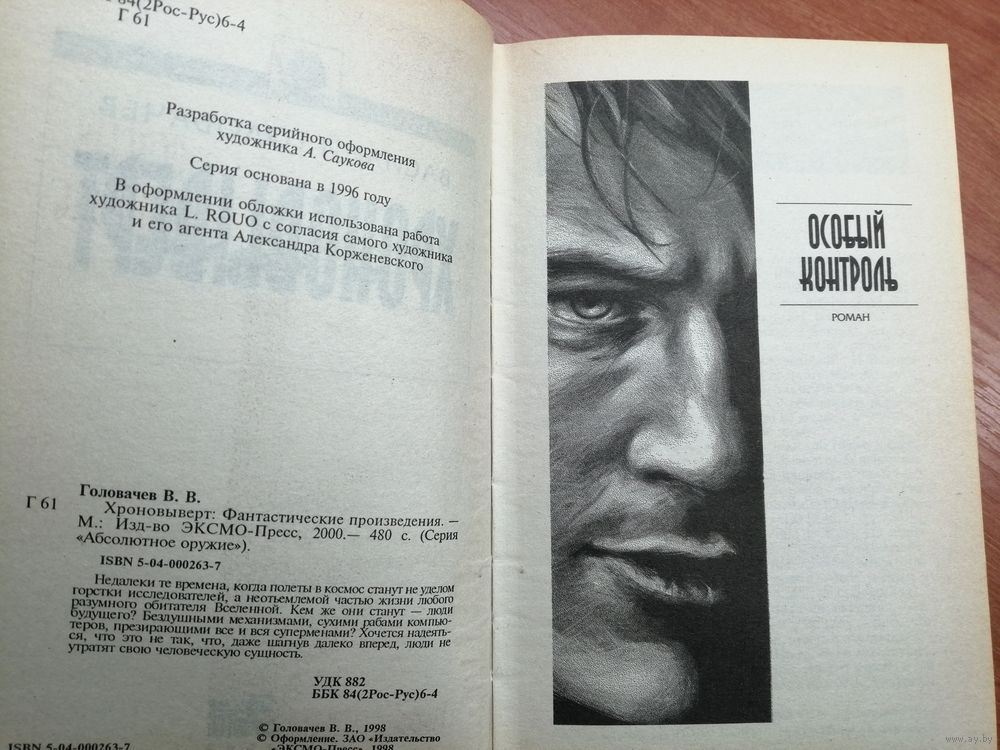 84(2Рос-Рус)6-4
Г 61
Разработка серийного оформления
художника А. Саукова
Серия основана в 1996 году
В оформлении обложки использована работа
художника L. ROUO с согласия самого художника
и его агента Александра Корженевского
Головачев В. В.
Г 61
Хроновыверт: Фантастические произведения. —
М.: Изд-во ЭКСМО-Пресс, 2000.— 480 с. (Серия
«Абсолютное оружие»).
ISBN 5-04-000263-7
Недалеки те времена, когда полеты в космос станут не уделом
горстки исследователей, а неотъемлемой частью жизни любого
разумного обитателя Вселенной. Кем же они станут — люди
будущего? Бездушными механизмами, сухими рабами компью-
теров, презирающими все и вся суперменами? Хочется надеять-
ся, что это не так, что, даже шагнув далеко вперед, люди не
утратят свою человеческую сущность.
УДК 882
ББК 84(2Рос-Рус)6-4
© Головачев В. В., 1998
© Оформление. ЗАО «Издательство
«ЭКСМО-Пресс», 1998
ISBN 5-04-000263-7
ОСОБЫЙ
КОНТРОЛЬ
РОМАН
www.ay.by